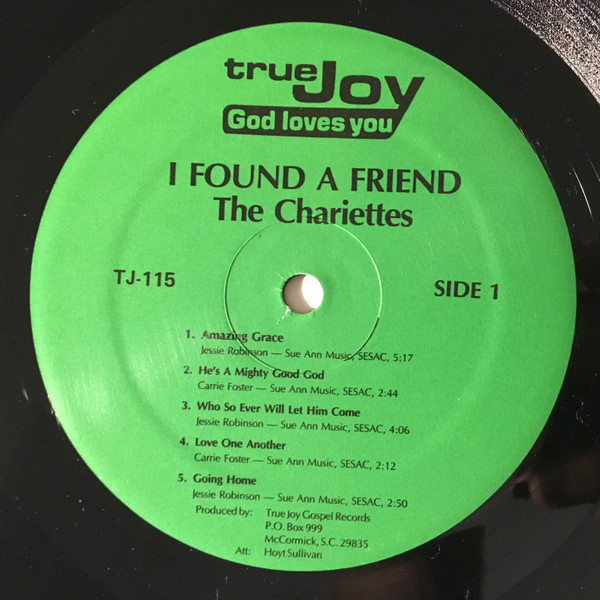 true Joy
God loves you
I FOUND A FRIEND
The Chariettes
TJ-115
SIDE 1
1. Amazing Grace
Jessie Robinson — Sue Ann Music, SESAC, 5:17
2. He's A Mighty Good God
Carrie Foster — Sue Ann Music, SESAC, 2:44
3. Who So Ever Will Let Him Come
Jessie Robinson — Sue Ann Music, SESAC, 4:06
4. Love One Another
Carrie Foster — Sue Ann Music, SESAC, 2:12
5. Going Home
Jessie Robinson — Sue Ann Music, SESAC, 2:50
Produced by: True Joy Gospel Records
P.O. Box 999
McCormick, S.C. 29835
Att: Hoyt Sullivan